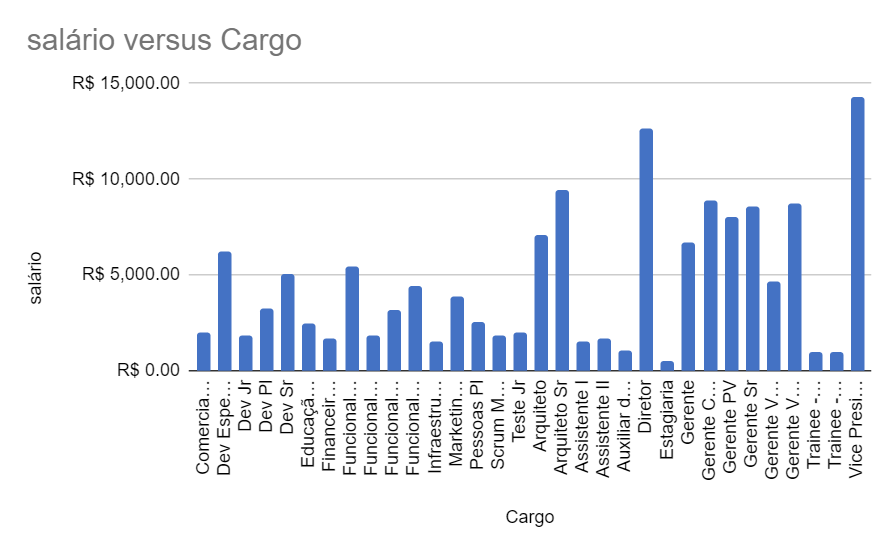 salário versus Cargo
R$ 15,000.00
R$ 10,000.00
R$ 5,000.00
R$ 0.00
salário
Comercia...
Dev Espe...
Dev Jr
Dev Pl
Dev Sr
Educaçã...
Financeir...
Funcional...
Funcional...
Funcional...
Funcional...
Infraestru...
Marketin...
Pessoas Pl
Scrum M...
Teste Jr
Arquiteto
Arquiteto Sr
Assistente I
Assistente II
Auxiliar d...
Diretor
Estagiaria
Gerente
Gerente C...
Gerente PV
Gerente Sr
Gerente V...
Gerente V...
Trainee -...
Trainee -...
Vice Presi...
Cargo